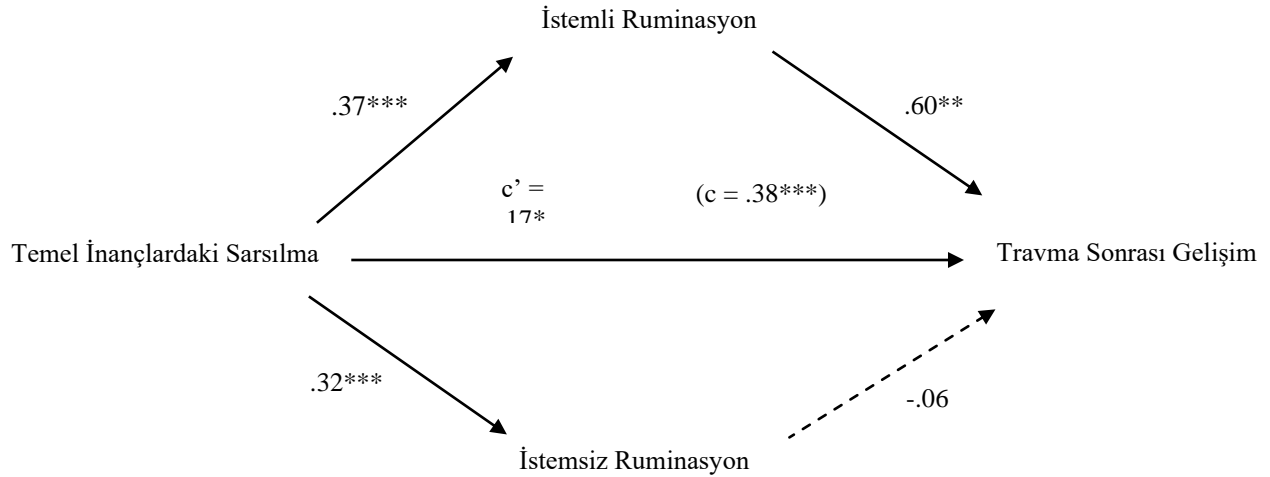 İstemli Ruminasyon
.37***
.60**
c’ =
.17*
(c = .38***)
Temel İnançlardaki Sarsılma
Travma Sonrası Gelişim
.32***
-.06
İstemsiz Ruminasyon